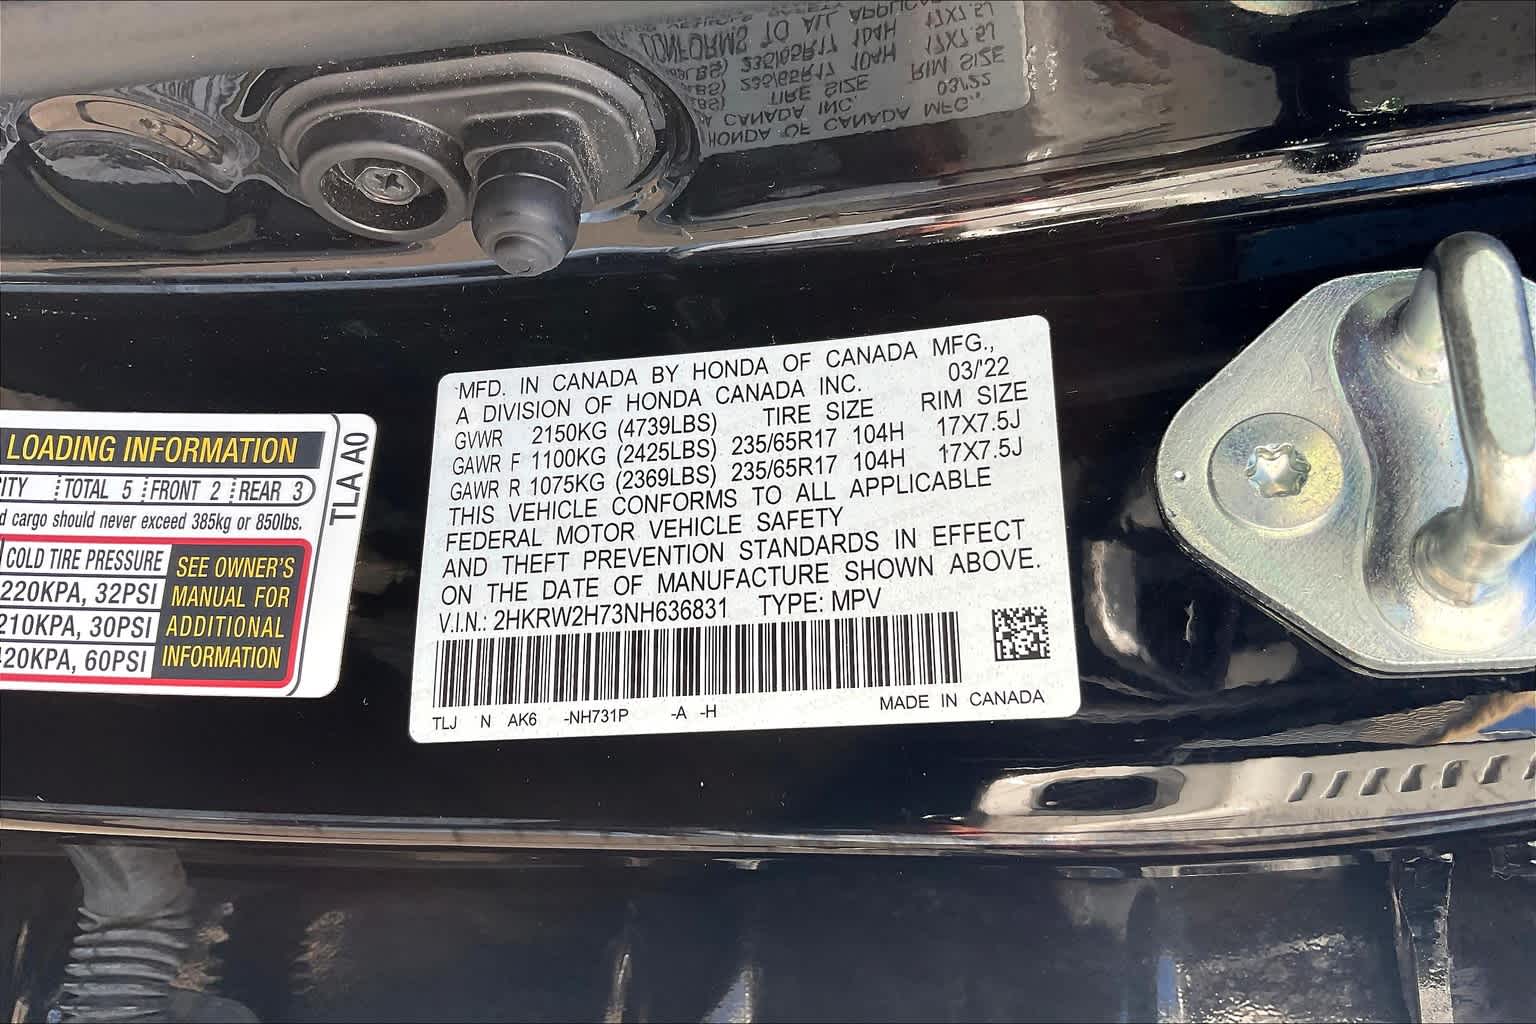 MFD. IN CANADA BY HONDA OF CANADA MFG.,
A DIVISION OF HONDA CANADA INC. 03/'22
GVWR 2150KG (4739LBS) TIRE SIZE RIM SIZE
GAWR F 1100KG (2425LBS) 235/65R17 104H 17X7.5J
GAWR R 1075KG (2369LBS) 235/65R17 104H 17X7.5J
THIS VEHICLE CONFORMS TO ALL APPLICABLE
FEDERAL MOTOR VEHICLE SAFETY
AND THEFT PREVENTION STANDARDS IN EFFECT
ON THE DATE OF MANUFACTURE SHOWN ABOVE.
V.I.N.: 2HKRW2H73NH636831 TYPE: MPV
TLJ N AK6 -NH731P -A -H MADE IN CANADA
LOADING INFORMATION
TOTAL 5 FRONT 2 REAR 3
cargo should never exceed 385kg or 850lbs.
COLD TIRE PRESSURE
220KPA, 32PSI
210KPA, 30PSI
420KPA, 60PSI
SEE OWNER'S
MANUAL FOR
ADDITIONAL
INFORMATION
TLA A0